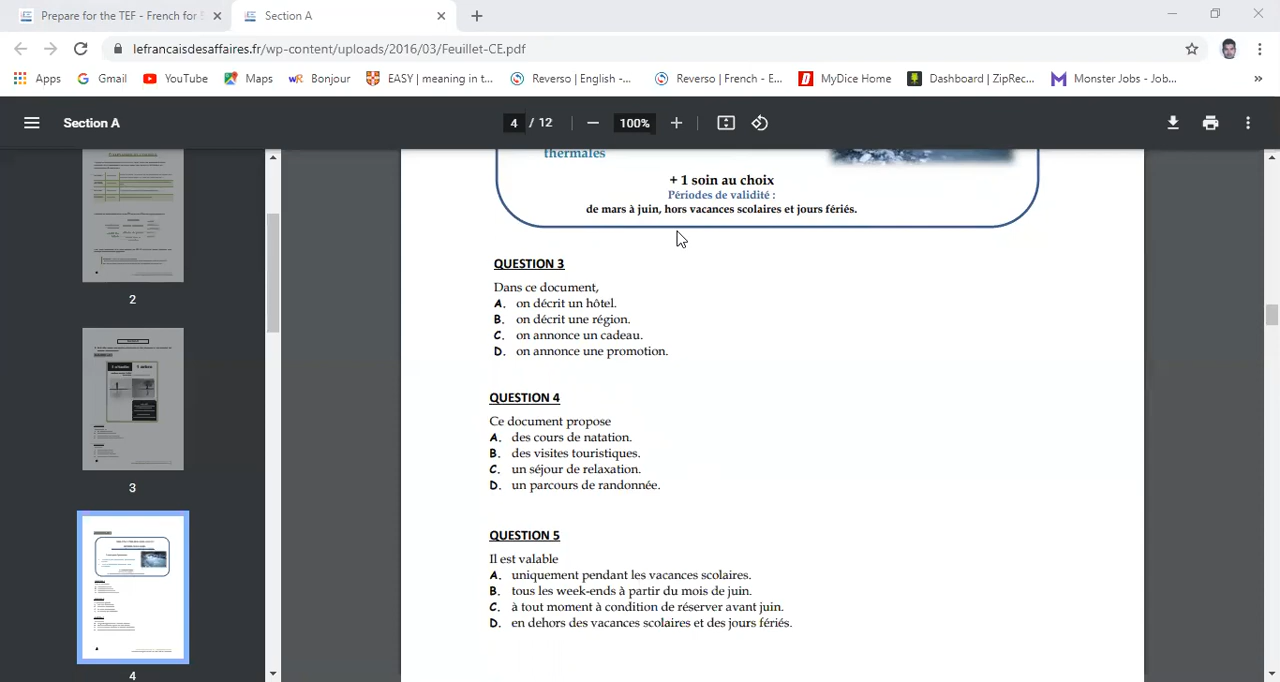 Prepare for the TEF - French for
Section A
lefrancaisdesaffaires.fr/wp-content/uploads/2016/03/Feuillet-CE.pdf
Apps
Gmail
YouTube
Maps
Bonjour
EASY | meaning in t...
Reverso | English -...
Reverso | French - E...
MyDice Home
Dashboard | ZipRec...
Monster Jobs - Job...
»
Section A
4 / 12
100%
thermales
+ 1 soin au choix
Périodes de validité :
de mars à juin, hors vacances scolaires et jours fériés.
QUESTION 3
Dans ce document,
A. on décrit un hôtel.
B. on décrit une région.
C. on annonce un cadeau.
D. on annonce une promotion.
QUESTION 4
Ce document propose
A. des cours de natation.
B. des visites touristiques.
C. un séjour de relaxation.
D. un parcours de randonnée.
QUESTION 5
Il est valable
A. uniquement pendant les vacances scolaires.
B. tous les week-ends à partir du mois de juin.
C. à tout moment à condition de réserver avant juin.
D. en dehors des vacances scolaires et des jours fériés.
2
3
4